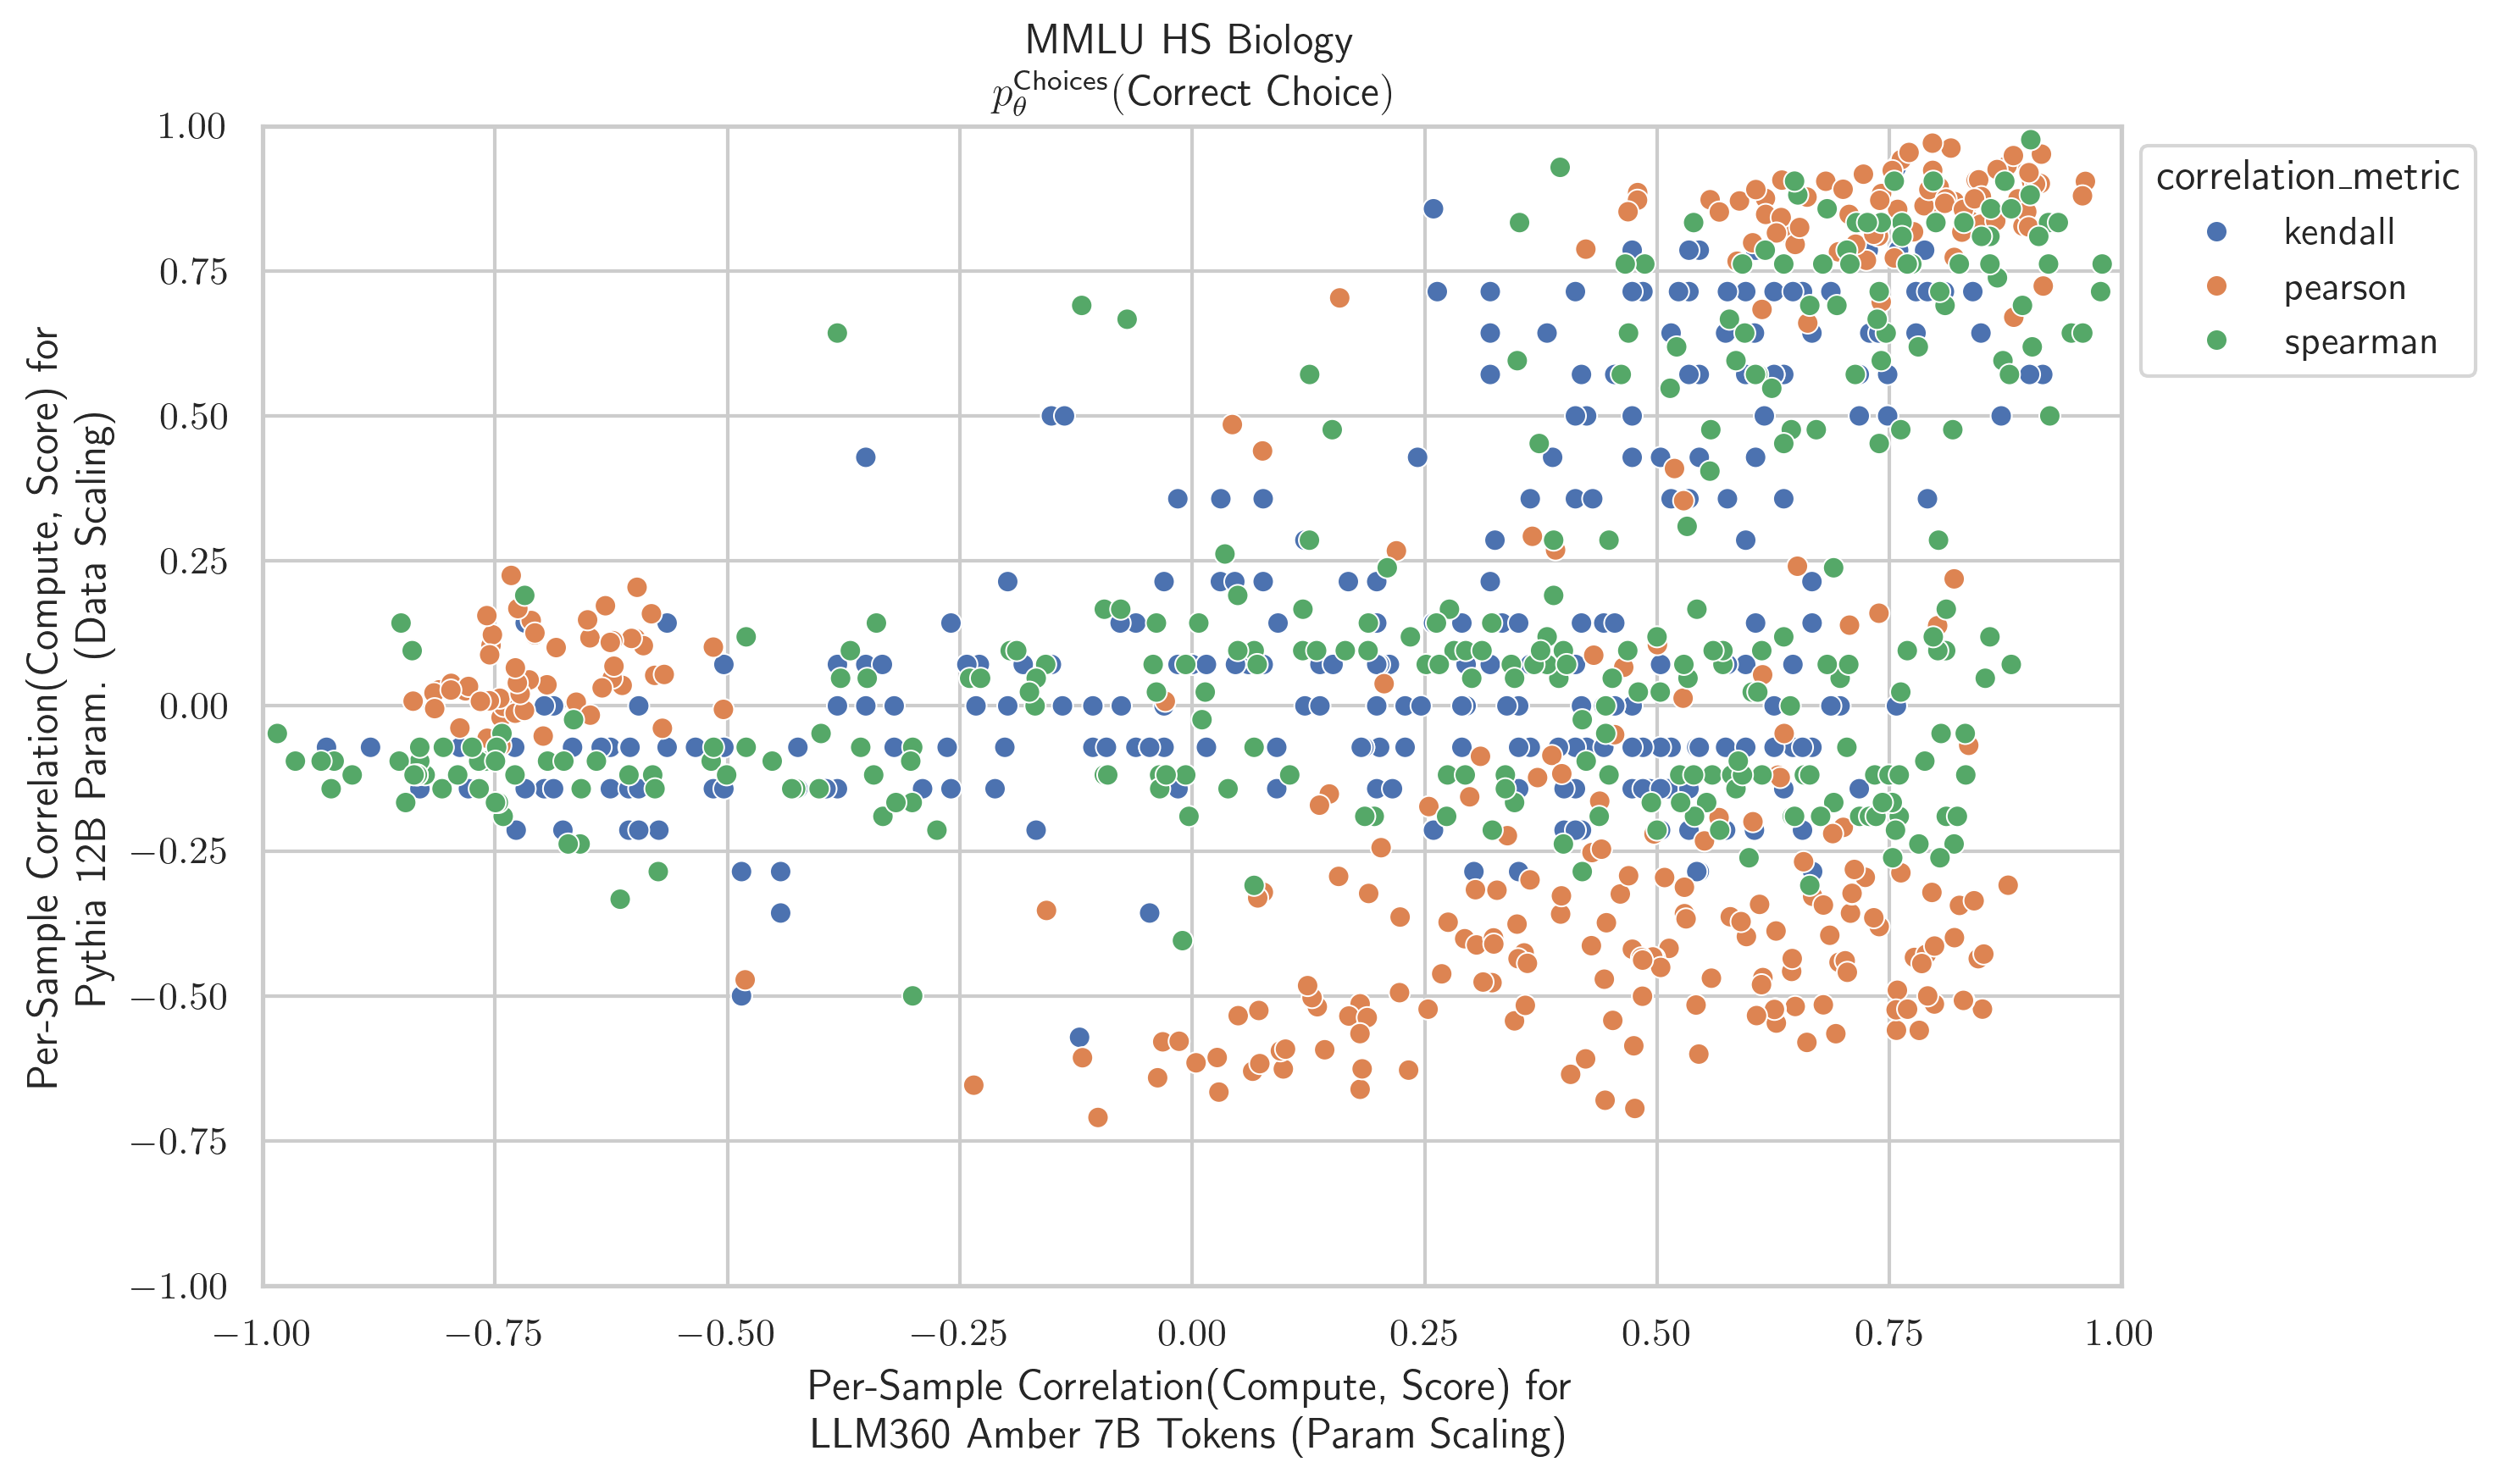 MMLU HS Biology
p_θ^Choices(Correct Choice)
1.00
0.75
0.50
0.25
0.00
−0.25
−0.50
−0.75
−1.00
Per-Sample Correlation(Compute, Score) for
Pythia 12B Param. (Data Scaling)
−1.00
−0.75
−0.50
−0.25
0.00
0.25
0.50
0.75
1.00
Per-Sample Correlation(Compute, Score) for
LLM360 Amber 7B Tokens (Param Scaling)
correlation_metric
kendall
pearson
spearman